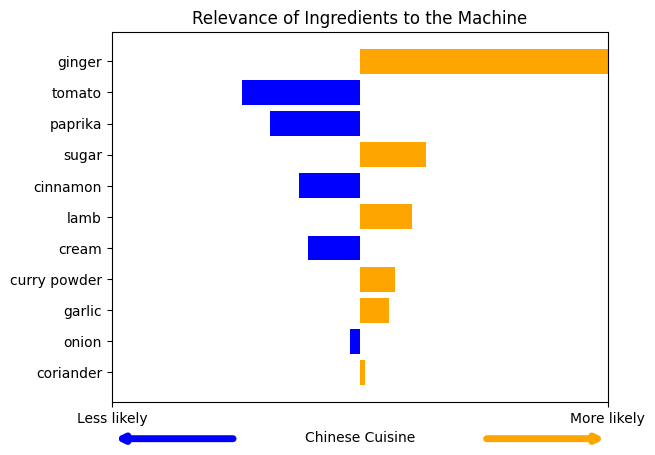 Relevance of Ingredients to the Machine
ginger
tomato
paprika
sugar
cinnamon
lamb
cream
curry powder
garlic
onion
coriander
Less likely
More likely
Chinese Cuisine